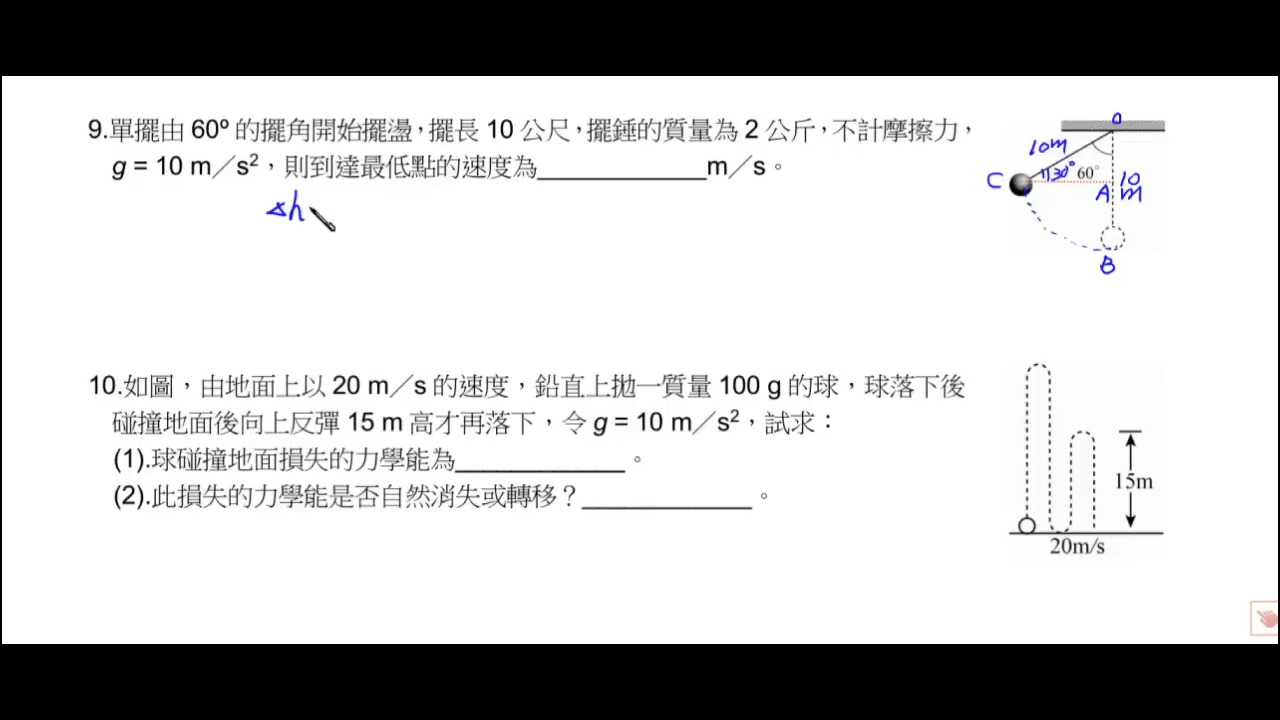 9.單擺由 60º 的擺角開始擺盪，擺長 10 公尺，擺錘的質量為 2 公斤，不計摩擦力，
g = 10 m／s²，則到達最低點的速度為____________m／s。
Δh
O
10m
C
30°
60°
A
10
m
B
10.如圖，由地面上以 20 m／s 的速度，鉛直上拋一質量 100 g 的球，球落下後
碰撞地面後向上反彈 15 m 高才再落下，令 g = 10 m／s²，試求：
(1).球碰撞地面損失的力學能為____________。
(2).此損失的力學能是否自然消失或轉移？____________。
15m
20m/s